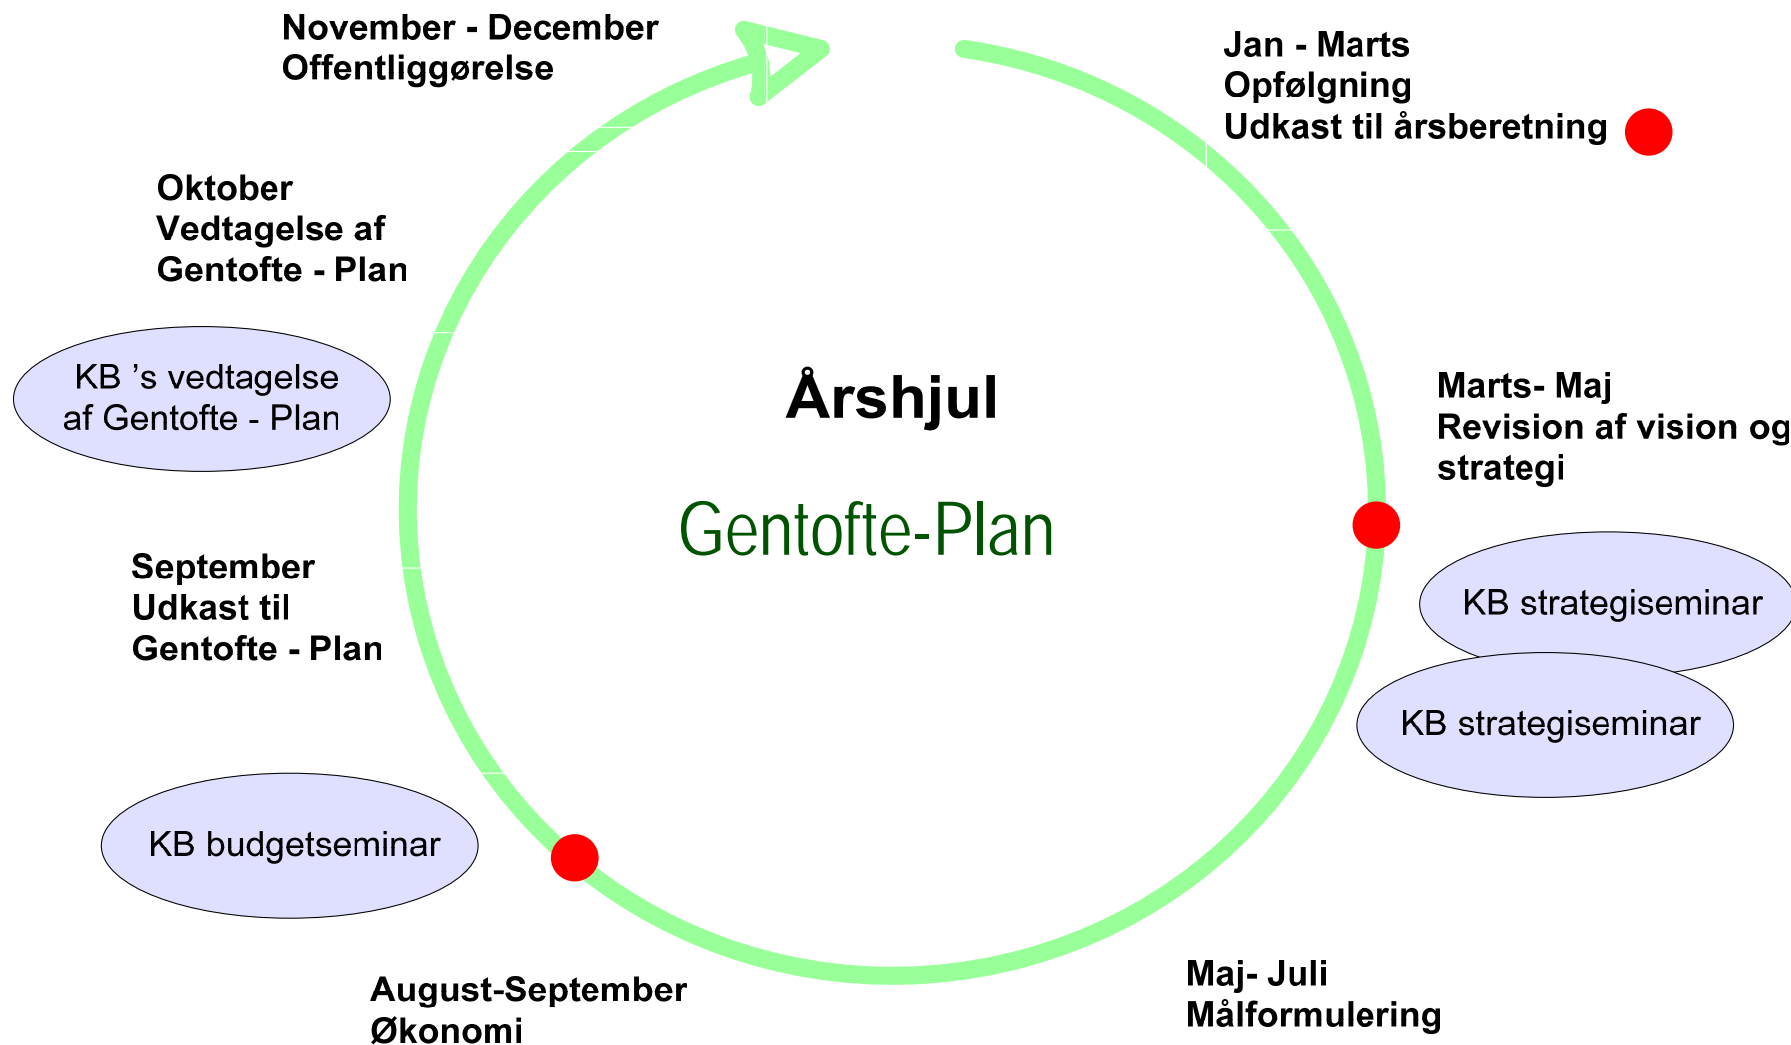 November - December
Offentliggørelse
Jan - Marts
Opfølgning
Udkast til årsberetning
Oktober
Vedtagelse af
Gentofte - Plan
KB 's vedtagelse
af Gentofte - Plan
Årshjul
Gentofte-Plan
Marts- Maj
Revision af vision og
strategi
September
Udkast til
Gentofte - Plan
KB strategiseminar
KB strategiseminar
KB budgetseminar
August-September
Økonomi
Maj- Juli
Målformulering